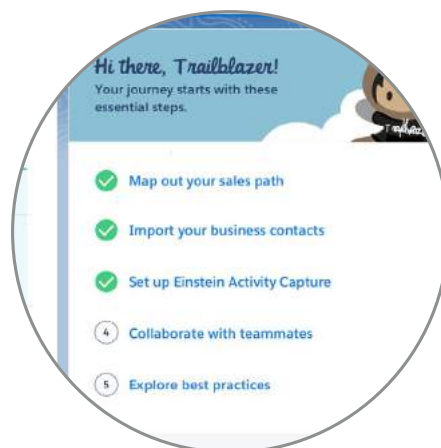 Hi there, Trailblazer!
Your journey starts with these
essential steps.
Map out your sales path
Import your business contacts
Set up Einstein Activity Capture
4 Collaborate with teammates
5 Explore best practices